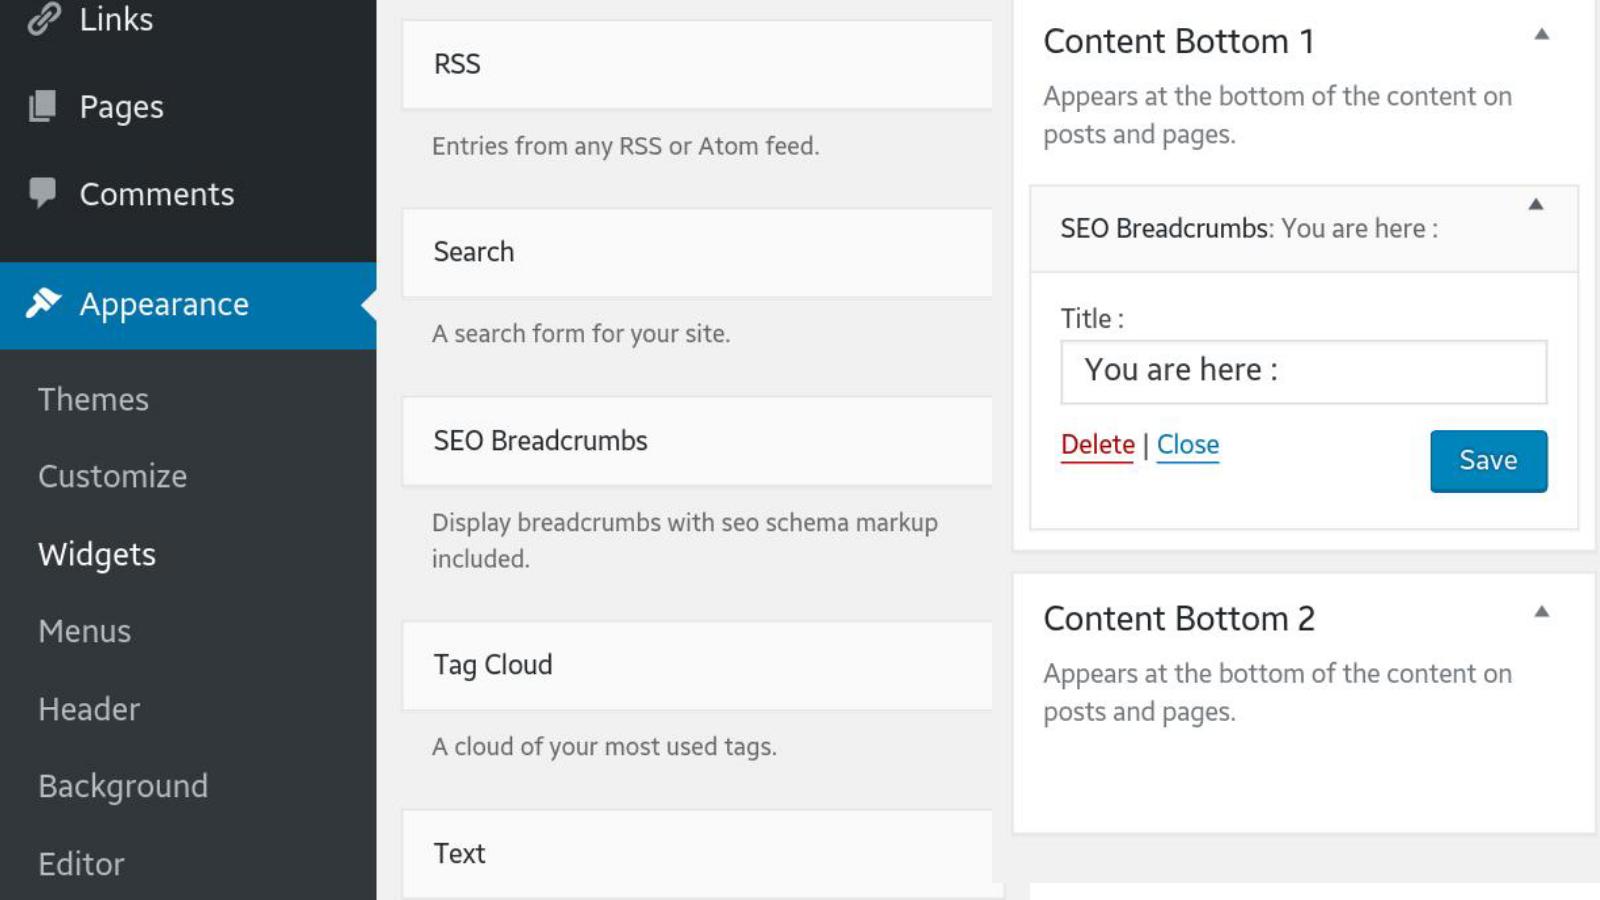 Links
Pages
Comments
Appearance
Themes
Customize
Widgets
Menus
Header
Background
Editor
RSS
Entries from any RSS or Atom feed.
Search
A search form for your site.
SEO Breadcrumbs
Display breadcrumbs with seo schema markup
included.
Tag Cloud
A cloud of your most used tags.
Text
Content Bottom 1
Appears at the bottom of the content on
posts and pages.
SEO Breadcrumbs: You are here :
Title :
You are here :
Delete | Close
Save
Content Bottom 2
Appears at the bottom of the content on
posts and pages.